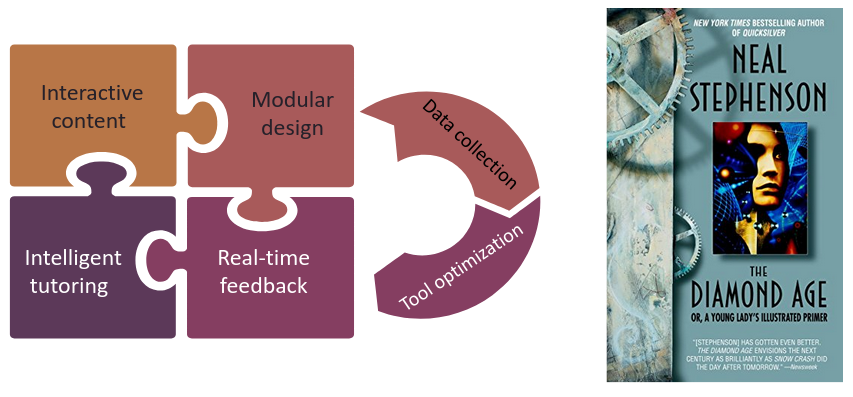 Interactive
content
Modular
design
Intelligent
tutoring
Real-time
feedback
Data collection
Tool optimization
NEW YORK TIMES BESTSELLING AUTHOR
OF QUICKSILVER
NEAL
STEPHENSON
THE
DIAMOND AGE
OR, A YOUNG LADY'S ILLUSTRATED PRIMER
"[STEPHENSON] HAS GOTTEN EVEN BETTER.
THE DIAMOND AGE ENVISIONS THE NEXT
CENTURY AS BRILLIANTLY AS SNOW CRASH DID
THE DAY AFTER TOMORROW." —Newsweek